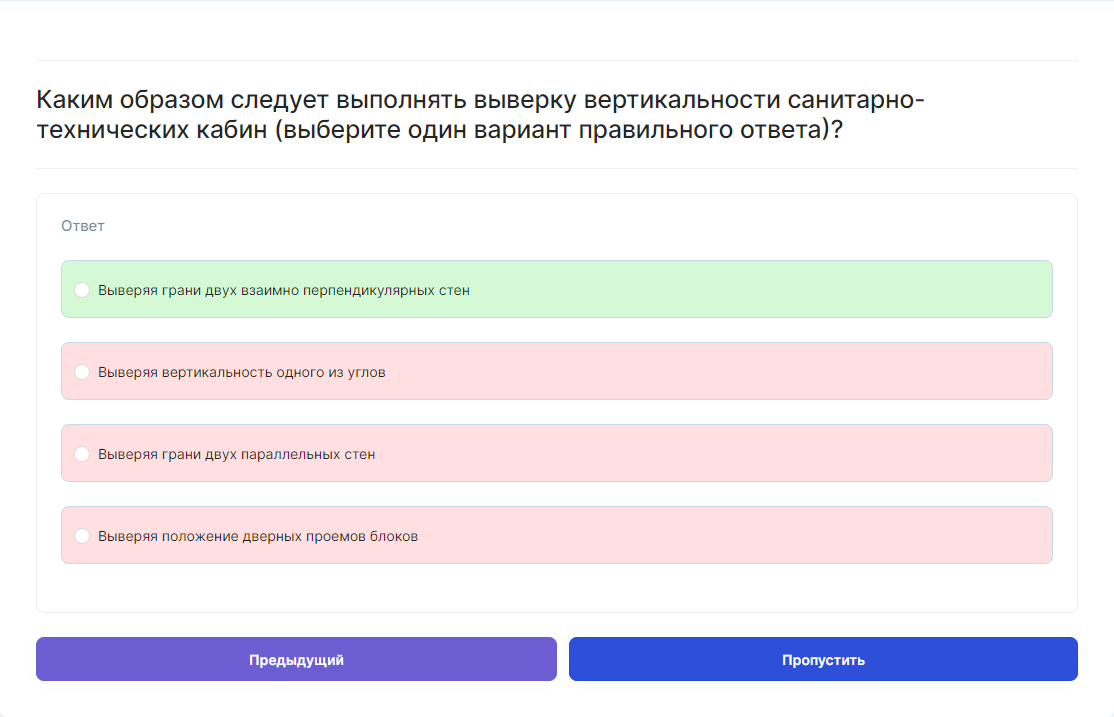 Каким образом следует выполнять выверку вертикальности санитарно-
технических кабин (выберите один вариант правильного ответа)?
Ответ
Выверяя грани двух взаимно перпендикулярных стен
Выверяя вертикальность одного из углов
Выверяя грани двух параллельных стен
Выверяя положение дверных проемов блоков
Предыдущий
Пропустить